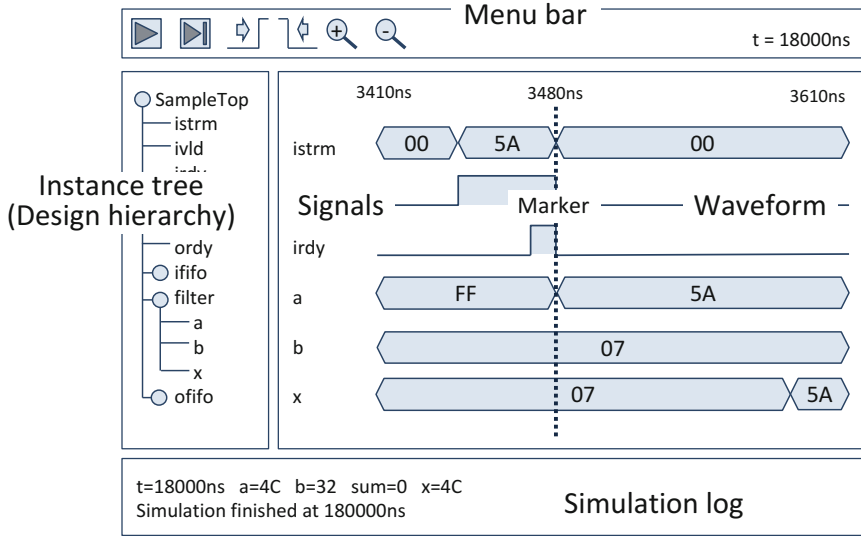 Menu bar
+
-
t = 18000ns
SampleTop
istrm
ivld
Instance tree
(Design hierarchy)
ordy
ififo
filter
a
b
x
ofifo
3410ns 3480ns 3610ns
istrm 00 5A 00
Signals Marker Waveform
irdy
a FF 5A
b 07
x 07 5A
t=18000ns a=4C b=32 sum=0 x=4C
Simulation finished at 180000ns
Simulation log